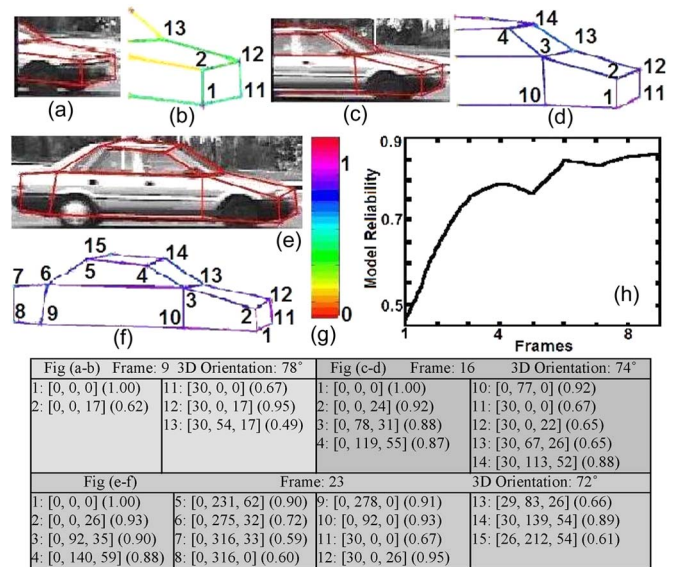 13
2
12
1
11
(a)
(b)
14
4
3
13
2
12
10
1
11
(c)
(d)
(e)
1
0
(g)
15
14
7
6
5
4
13
3
12
8
9
10
2
11
1
(f)
0.9
0.7
0.5
Model Reliability
(h)
1
4
8
Frames
Fig (a-b) Frame: 9 3D Orientation: 78°
1: [0, 0, 0] (1.00)
2: [0, 0, 17] (0.62)
11: [30, 0, 0] (0.67)
12: [30, 0, 17] (0.95)
13: [30, 54, 17] (0.49)
Fig (c-d) Frame: 16 3D Orientation: 74°
1: [0, 0, 0] (1.00)
2: [0, 0, 24] (0.92)
3: [0, 78, 31] (0.88)
4: [0, 119, 55] (0.87)
10: [0, 77, 0] (0.92)
11: [30, 0, 0] (0.67)
12: [30, 0, 22] (0.65)
13: [30, 67, 26] (0.65)
14: [30, 113, 52] (0.88)
Fig (e-f) Frame: 23 3D Orientation: 72°
1: [0, 0, 0] (1.00)
2: [0, 0, 26] (0.93)
3: [0, 92, 35] (0.90)
4: [0, 140, 59] (0.88)
5: [0, 231, 62] (0.90)
6: [0, 275, 32] (0.72)
7: [0, 316, 33] (0.59)
8: [0, 316, 0] (0.60)
9: [0, 278, 0] (0.91)
10: [0, 92, 0] (0.93)
11: [30, 0, 0] (0.67)
12: [30, 0, 26] (0.95)
13: [29, 83, 26] (0.66)
14: [30, 139, 54] (0.89)
15: [26, 212, 54] (0.61)